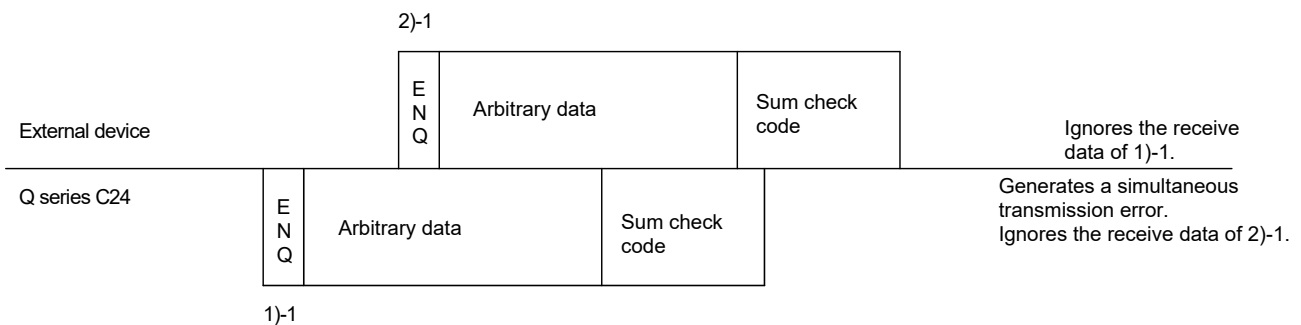 2)-1
E
N
Q
Arbitrary data
Sum check
code
External device
Ignores the receive
data of 1)-1.
Q series C24
E
N
Q
Arbitrary data
Sum check
code
Generates a simultaneous
transmission error.
Ignores the receive data of 2)-1.
1)-1